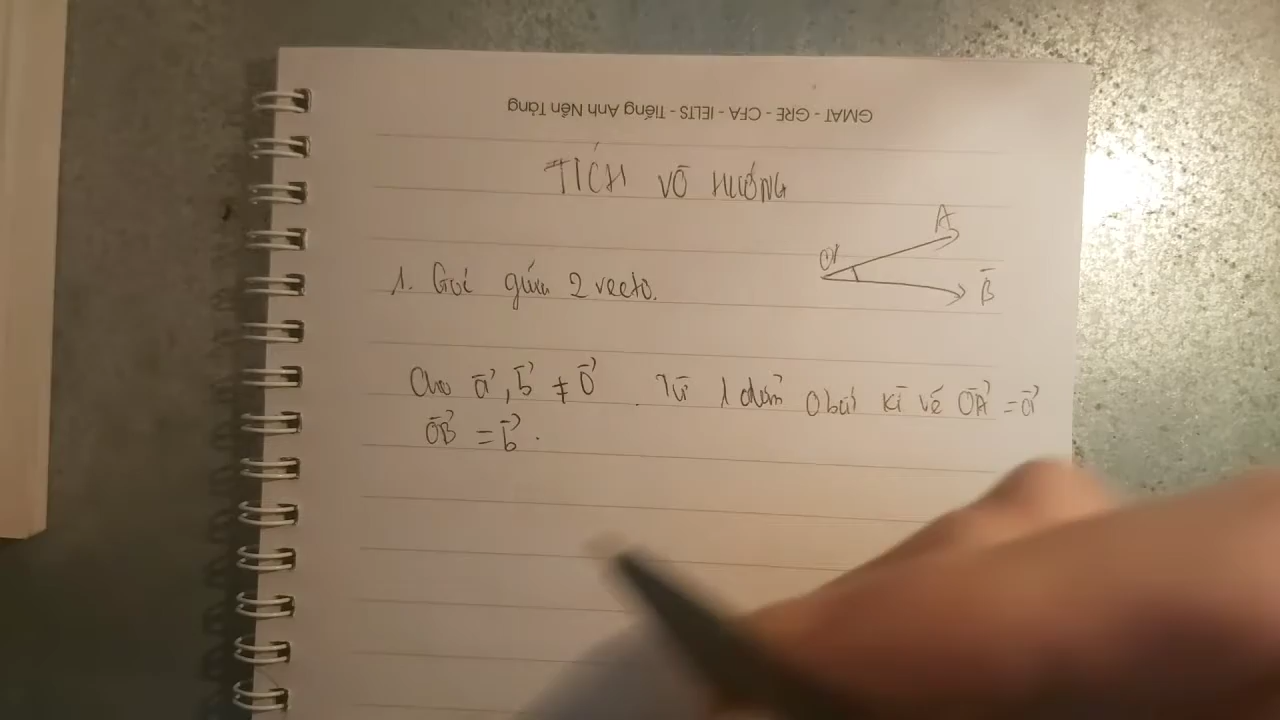 GMAT - GRE - CFA - IELTS - Tiếng Anh Nền Tảng
TÍCH VÔ HƯỚNG
A
O
B
1. Góc giữa 2 vectơ.
Cho a⃗, b⃗ ≠ 0⃗. Từ 1 điểm O bất kì vẽ OA⃗ = a⃗
OB⃗ = b⃗.